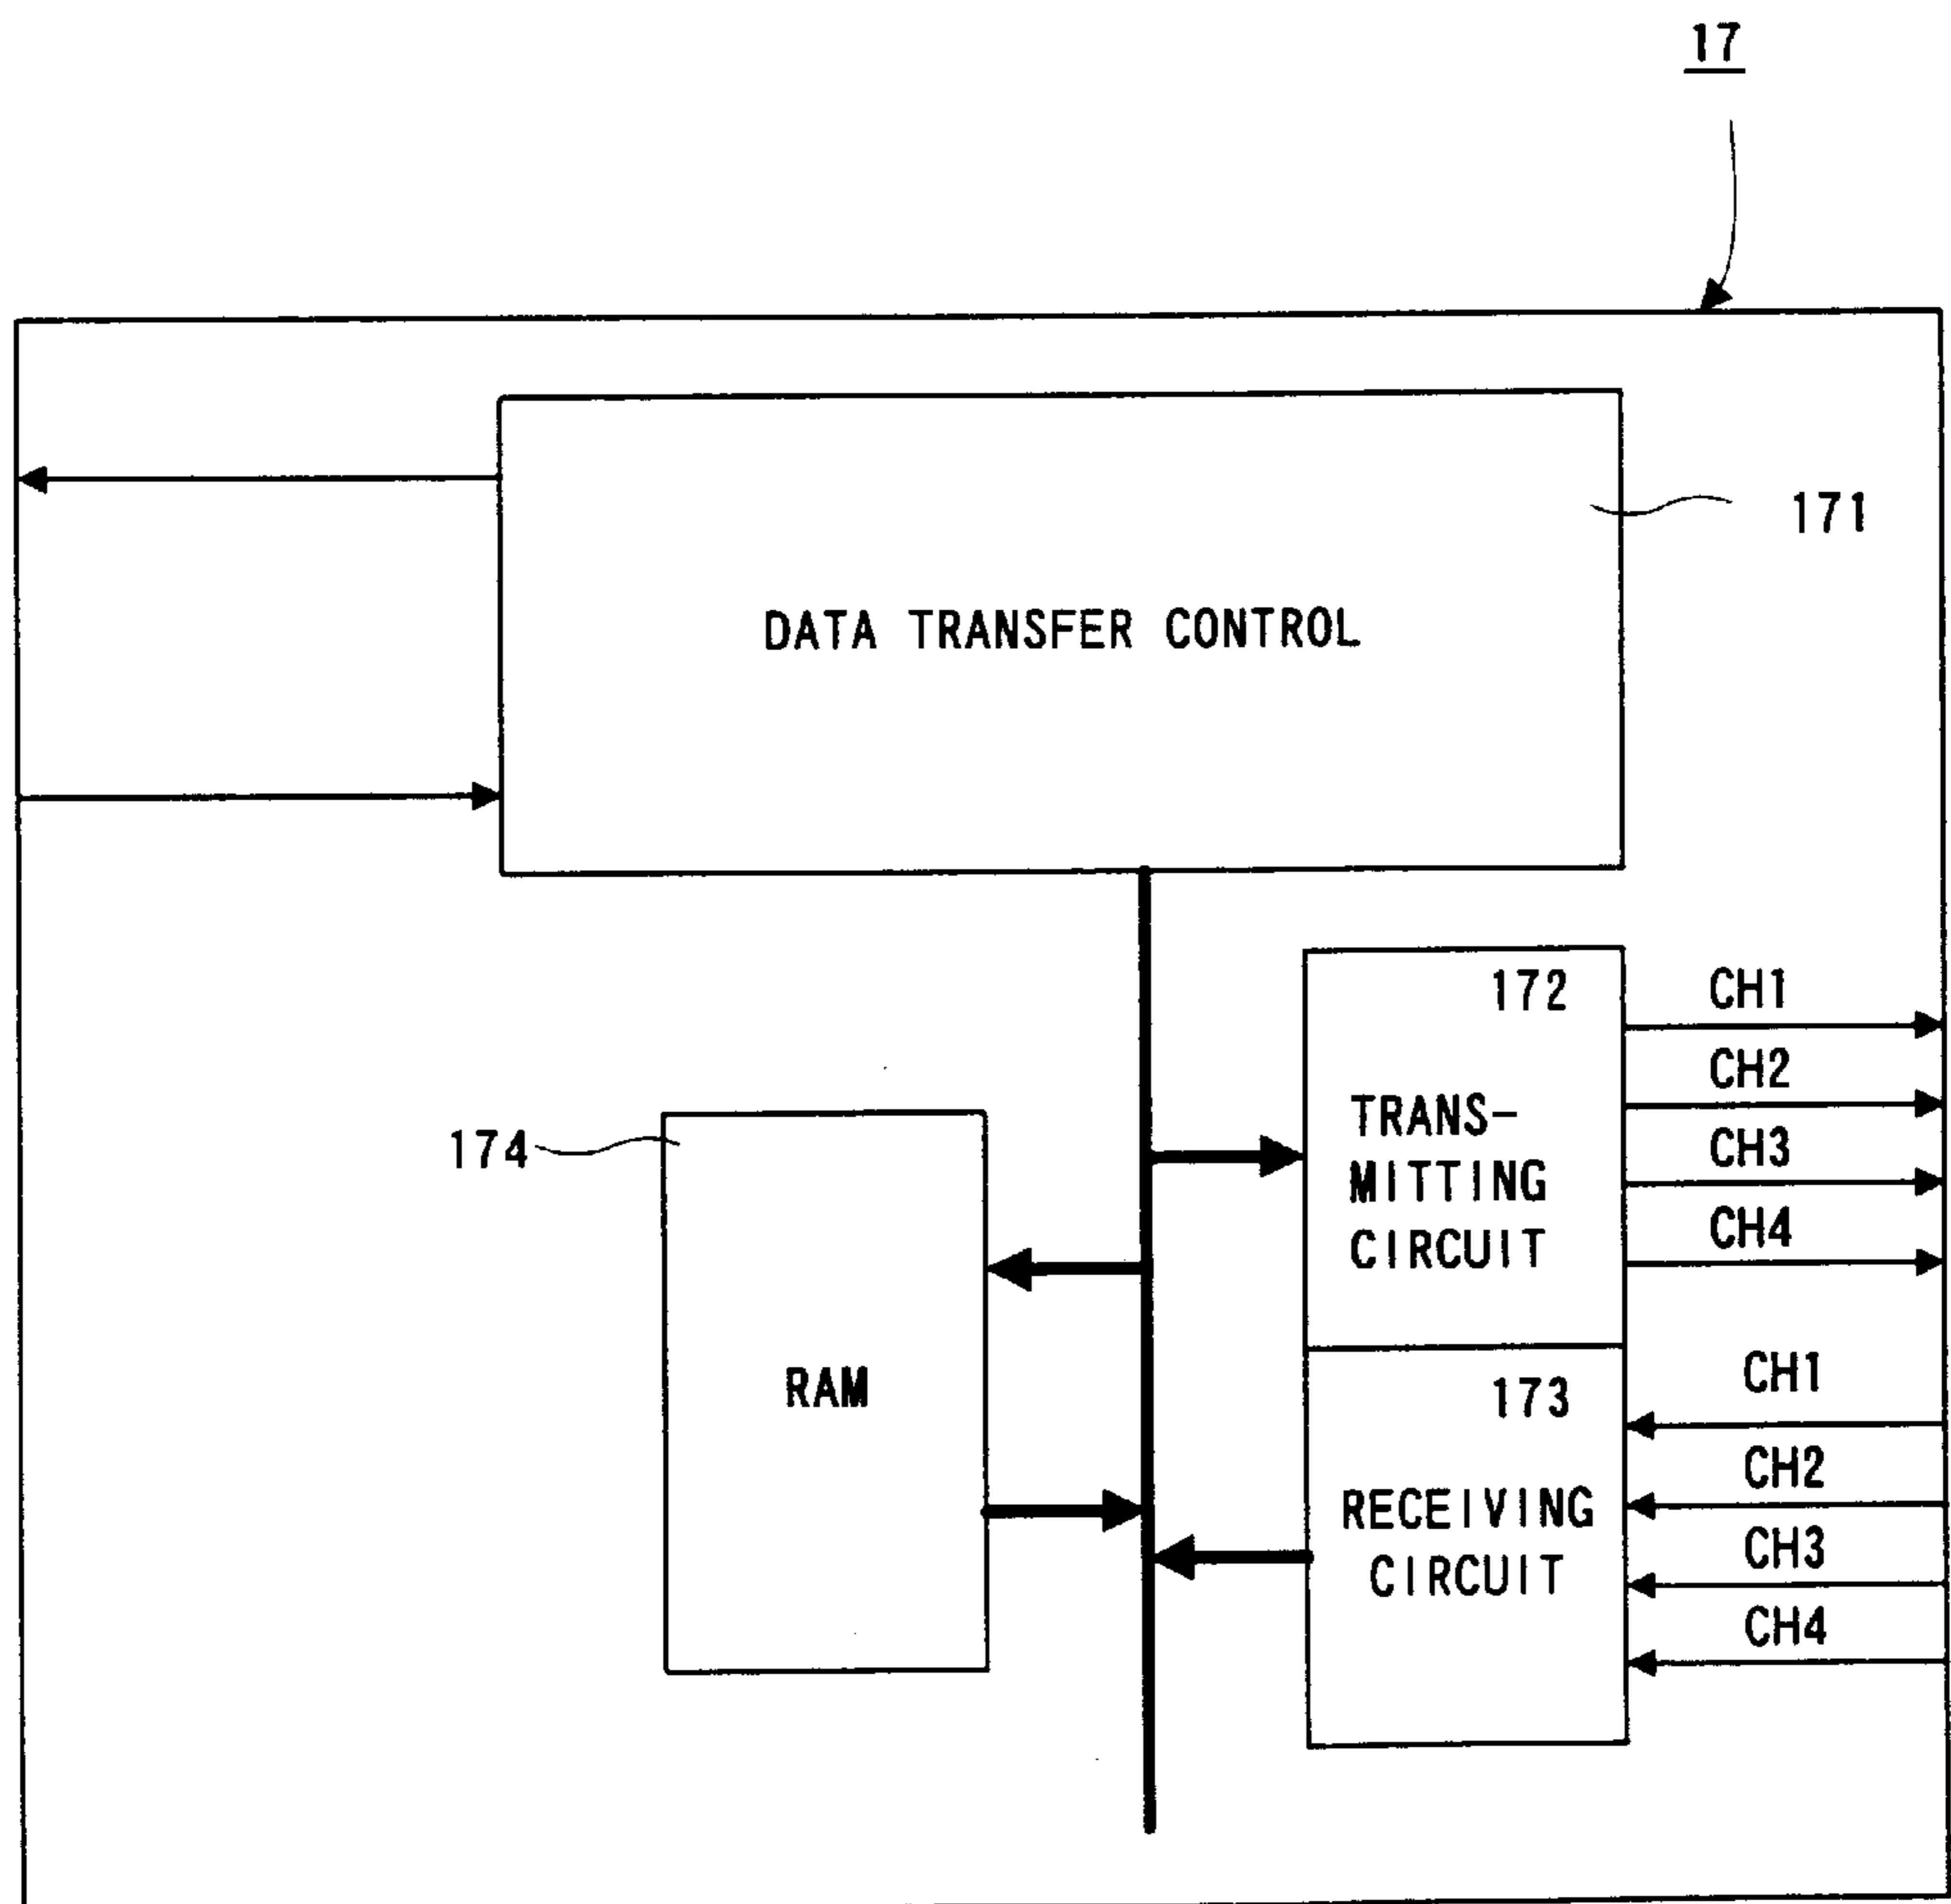 17
171
DATA TRANSFER CONTROL
172
CH1
CH2
TRANS-
CH3
174
MITTING
CH4
CIRCUIT
RAM
CH1
173
CH2
RECEIVING
CH3
CIRCUIT
CH4